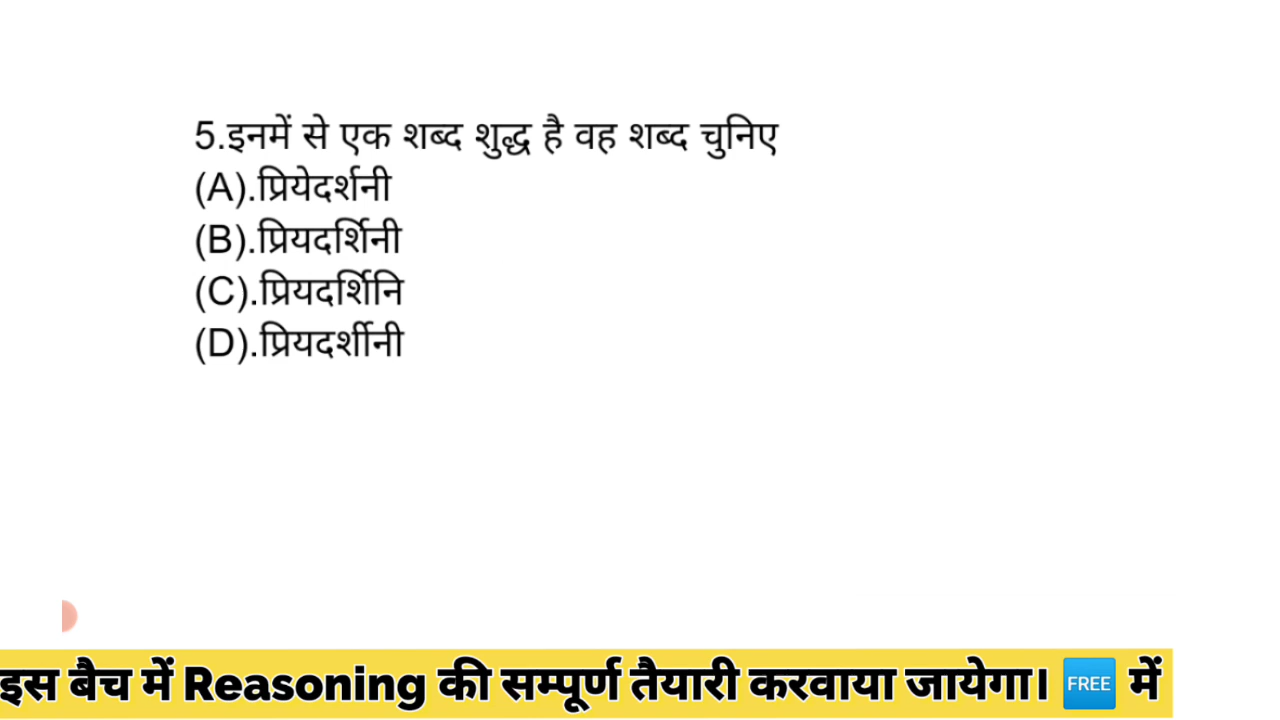 5.इनमें से एक शब्द शुद्ध है वह शब्द चुनिए
(A).प्रियेदर्शनी
(B).प्रियदर्शिनी
(C).प्रियदर्शिनि
(D).प्रियदर्शीनी
इस बैच में Reasoning की सम्पूर्ण तैयारी करवाया जायेगा। FREE में